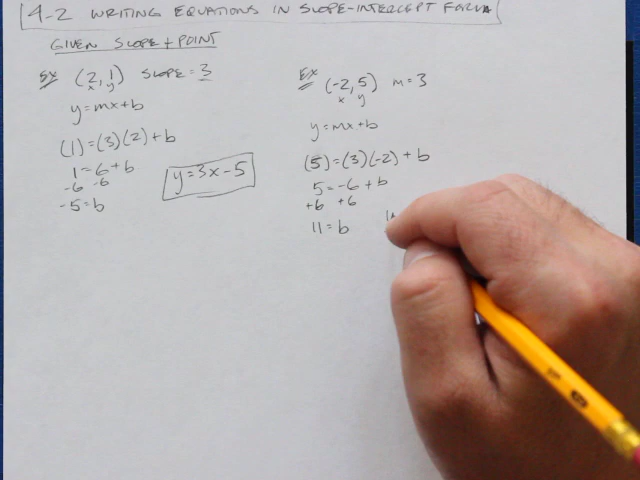 4-2 WRITING EQUATIONS IN SLOPE-INTERCEPT FORM
GIVEN SLOPE + POINT
EX (2, 1) SLOPE = 3
x y
y=mx+b
(1)=(3)(2)+b
1=6+b
-6 -6
-5=b
y=3x-5
EX (-2, 5) m=3
x y
y=mx+b
(5)=(3)(-2)+b
5=-6+b
+6 +6
11=b